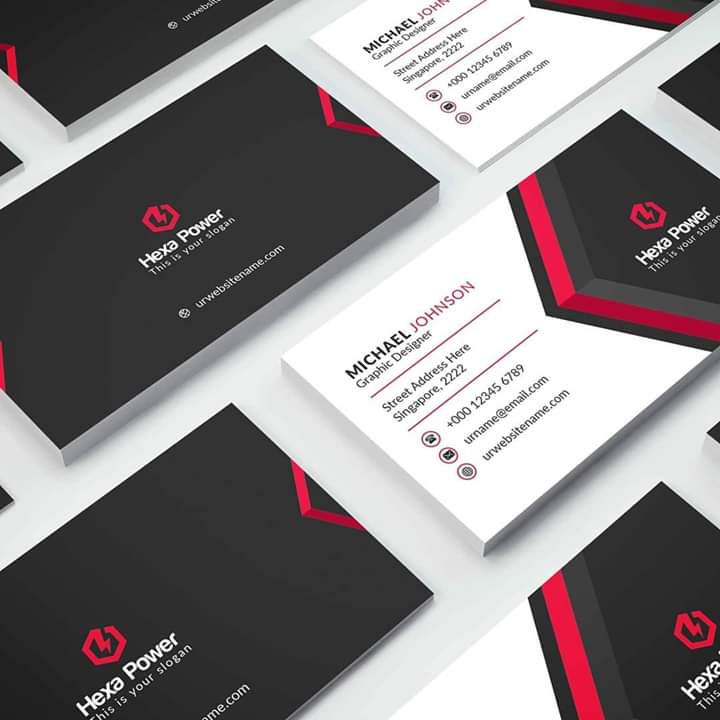 urwebsitename.com
MICHAEL JOHNSON
Graphic Designer
Street Address Here
Singapore, 2222
+000 12345 6789
urname@email.com
urwebsitename.com
Hexa Power
This is your slogan
urwebsitename.com
Hexa Power
This is your slogan
MICHAEL JOHNSON
Graphic Designer
Street Address Here
Singapore, 2222
+000 12345 6789
urname@email.com
urwebsitename.com
Hexa Power
This is your slogan
urwebsitename.com
Hexa Power
This is